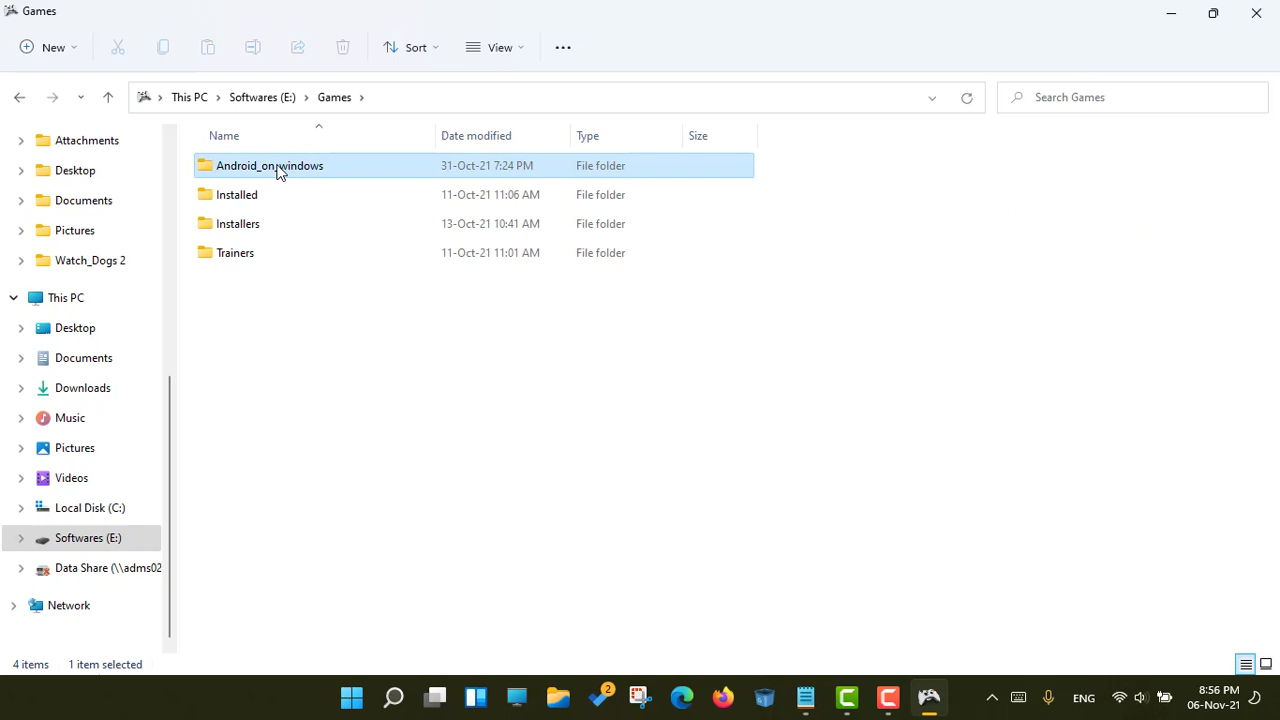 Games
New
Sort
View
This PC
Softwares (E:)
Games
Search Games
Name
Date modified
Type
Size
Android_on_windows 31-Oct-21 7:24 PM File folder
Installed 11-Oct-21 11:06 AM File folder
Installers 13-Oct-21 10:41 AM File folder
Trainers 11-Oct-21 11:01 AM File folder
Attachments
Desktop
Documents
Pictures
Watch_Dogs 2
This PC
Desktop
Documents
Downloads
Music
Pictures
Videos
Local Disk (C:)
Softwares (E:)
Data Share (\\adms02
Network
4 items 1 item selected
2
ENG
8:56 PM
06-Nov-21